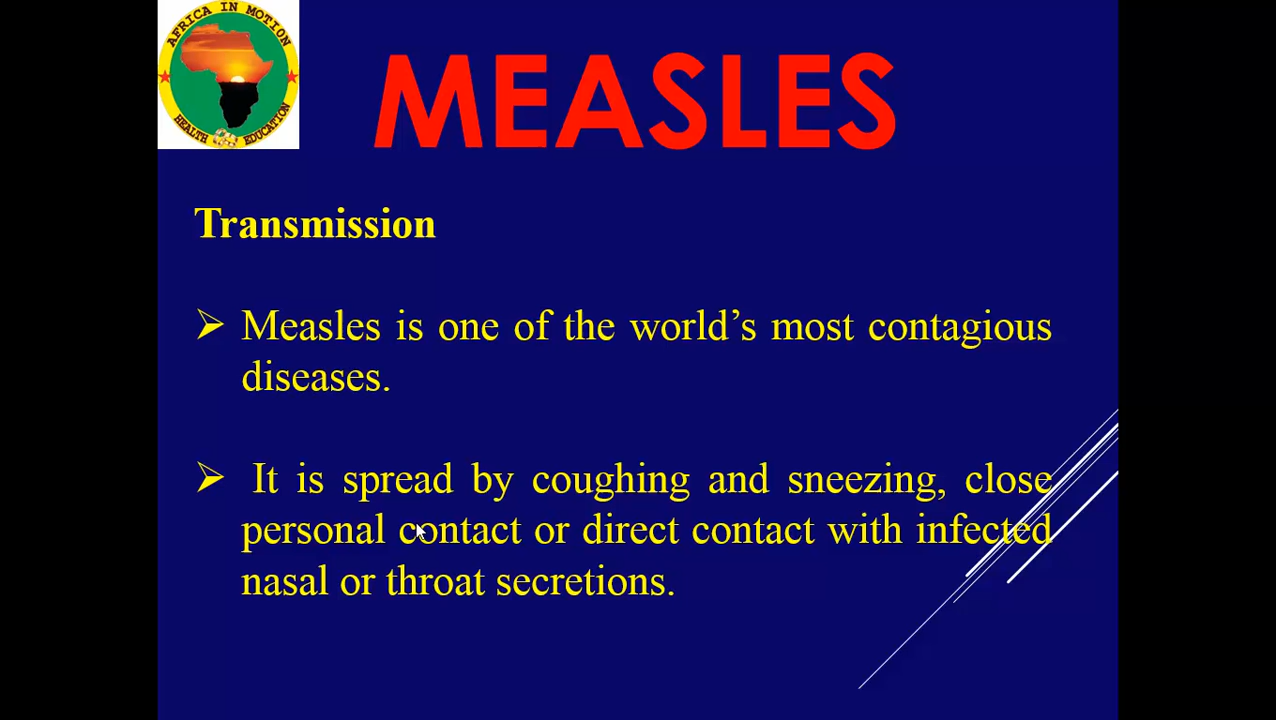 AFRICA IN MOTION
HEALTH EDUCATION
MEASLES
Transmission
➢ Measles is one of the world’s most contagious
diseases.
➢ It is spread by coughing and sneezing, close
personal contact or direct contact with infected
nasal or throat secretions.